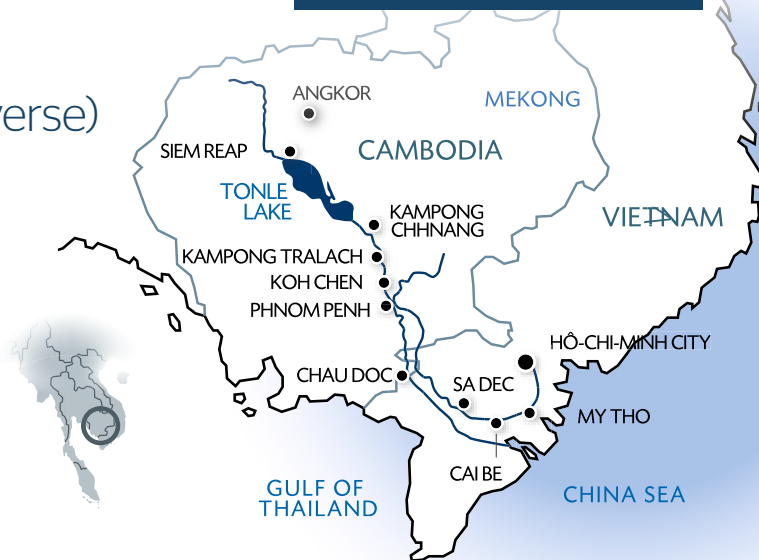 verse)
ANGKOR
MEKONG
SIEM REAP
CAMBODIA
TONLE
LAKE
KAMPONG
CHHNANG
VIETNAM
KAMPONG TRALACH
KOH CHEN
PHNOM PENH
HÔ-CHI-MINH CITY
CHAU DOC
SA DEC
MY THO
CAI BE
GULF OF
THAILAND
CHINA SEA